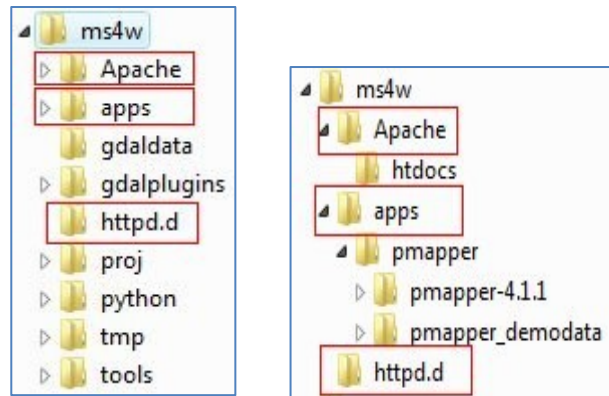 ms4w
Apache
apps
gdaldata
gdalplugins
httpd.d
proj
python
tmp
tools
ms4w
Apache
htdocs
apps
pmapper
pmapper-4.1.1
pmapper_demodata
httpd.d